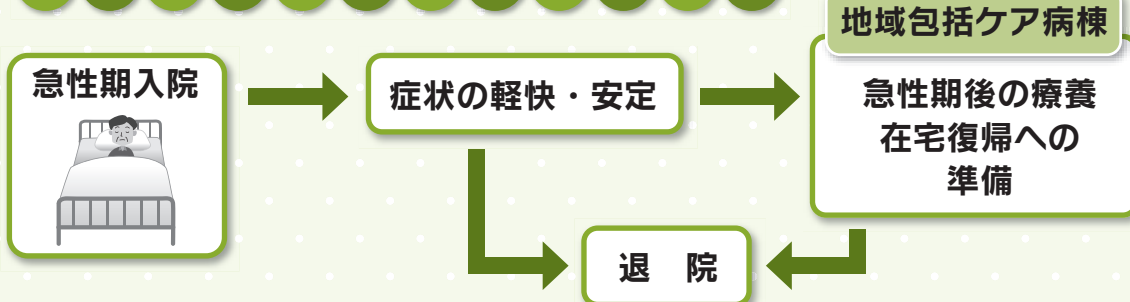 急性期入院
症状の軽快・安定
地域包括ケア病棟
急性期後の療養
在宅復帰への
準備
退　院